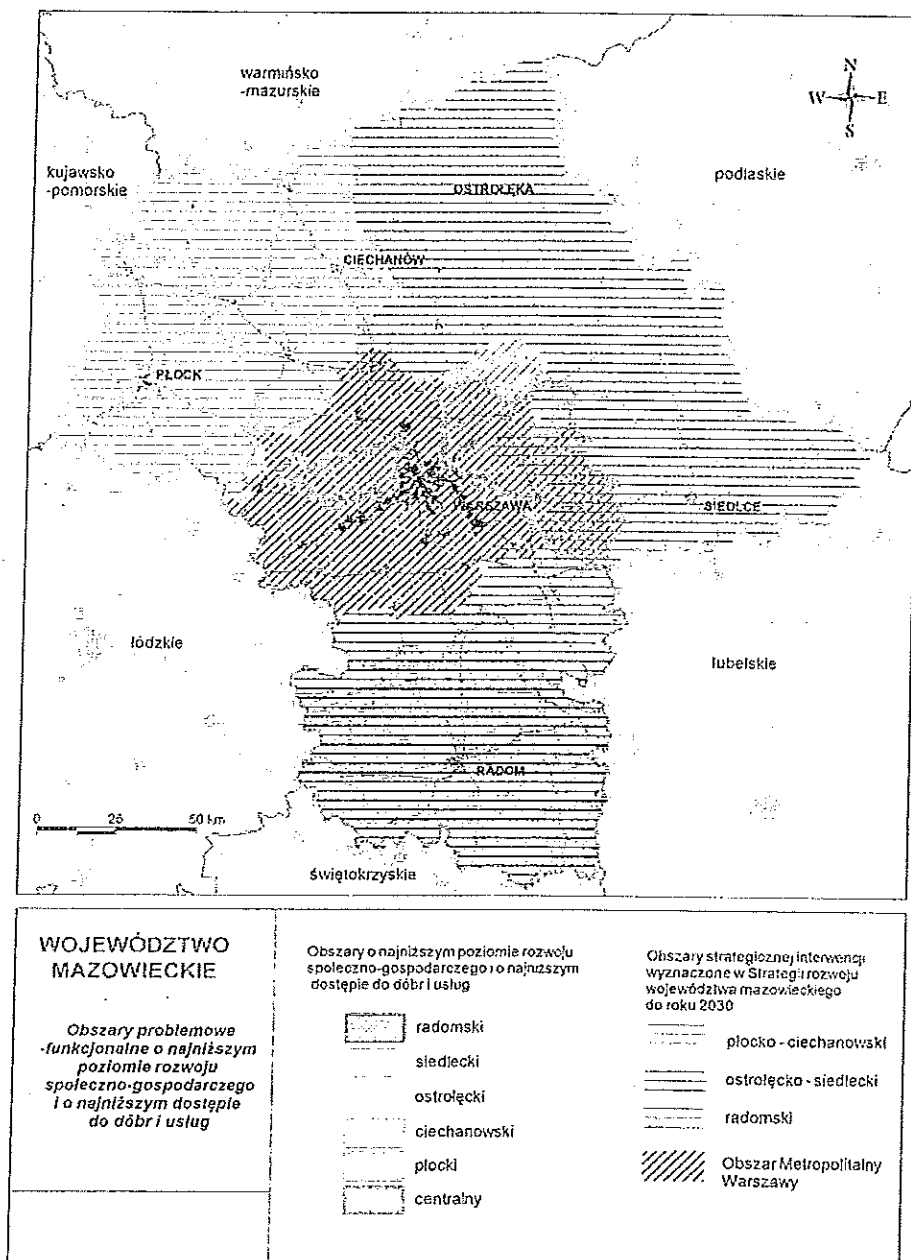 warmińsko
-mazurskie
N
W
E
S
kujawsko
-pomorskie
OSTROŁĘKA
podlaskie
CIECHANÓW
PŁOCK
WARSZAWA
SIEDLCE
łódzkie
lubelskie
RADOM
0 25 50 km
świętokrzyskie
WOJEWÓDZTWO
MAZOWIECKIE
Obszary problemowe
-funkcjonalne o najniższym
poziomie rozwoju
społeczno-gospodarczego
i o najniższym dostępie
do dóbr i usług
Obszary o najniższym poziomie rozwoju
społeczno-gospodarczego i o najniższym
dostępie do dóbr i usług
radomski
siedlecki
ostrołęcki
ciechanowski
płocki
centralny
Obszary strategicznej interwencji
wyznaczone w Strategii rozwoju
województwa mazowieckiego
do roku 2030
płocko - ciechanowski
ostrołęcko - siedlecki
radomski
Obszar Metropolitalny
Warszawy